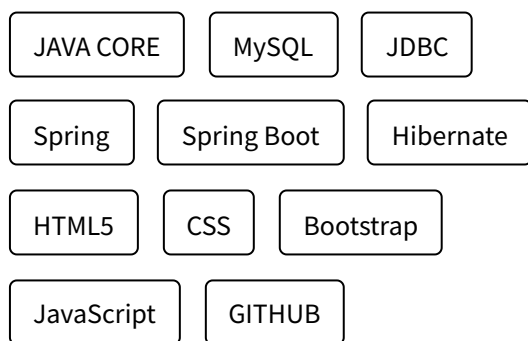 JAVA CORE MySQL JDBC
Spring Spring Boot Hibernate
HTML5 CSS Bootstrap
JavaScript GITHUB